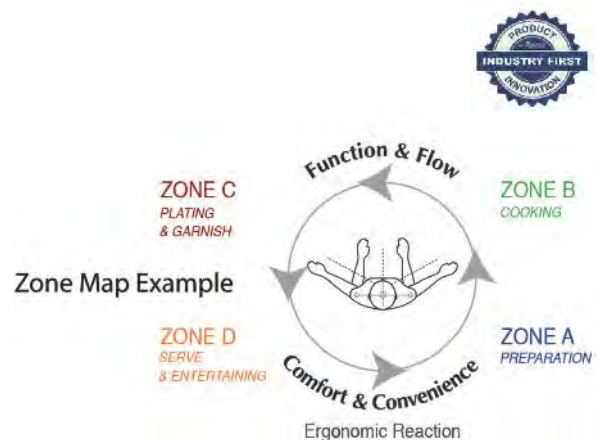 PRODUCT
INDUSTRY FIRST
INNOVATION
Function & Flow
ZONE C
PLATING
& GARNISH
ZONE B
COOKING
Zone Map Example
ZONE D
SERVE
& ENTERTAINING
ZONE A
PREPARATION
Comfort & Convenience
Ergonomic Reaction